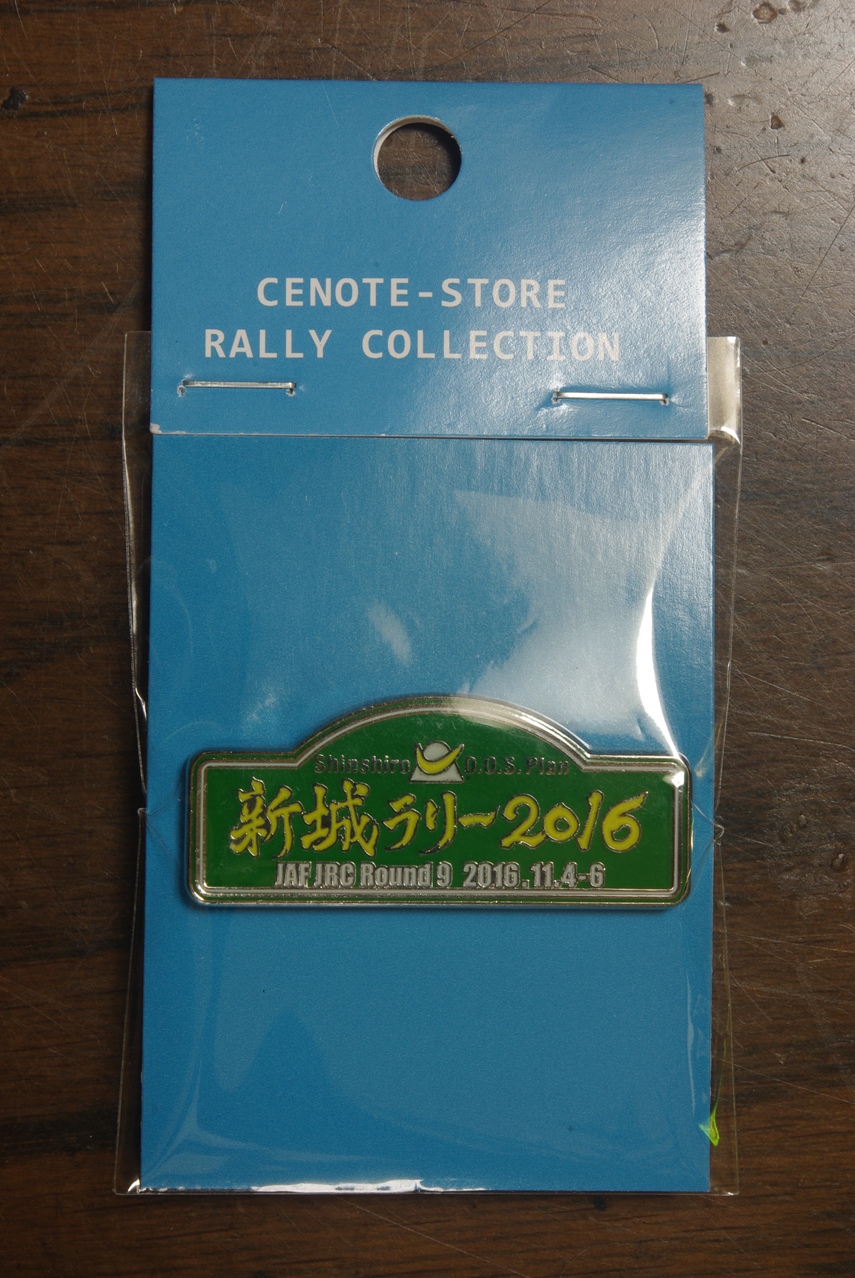 CENOTE-STORE
RALLY COLLECTION
Shinshiro D.O.S. Plan
新城ラリー2016
JAF JRC Round 9 2016.11.4-6